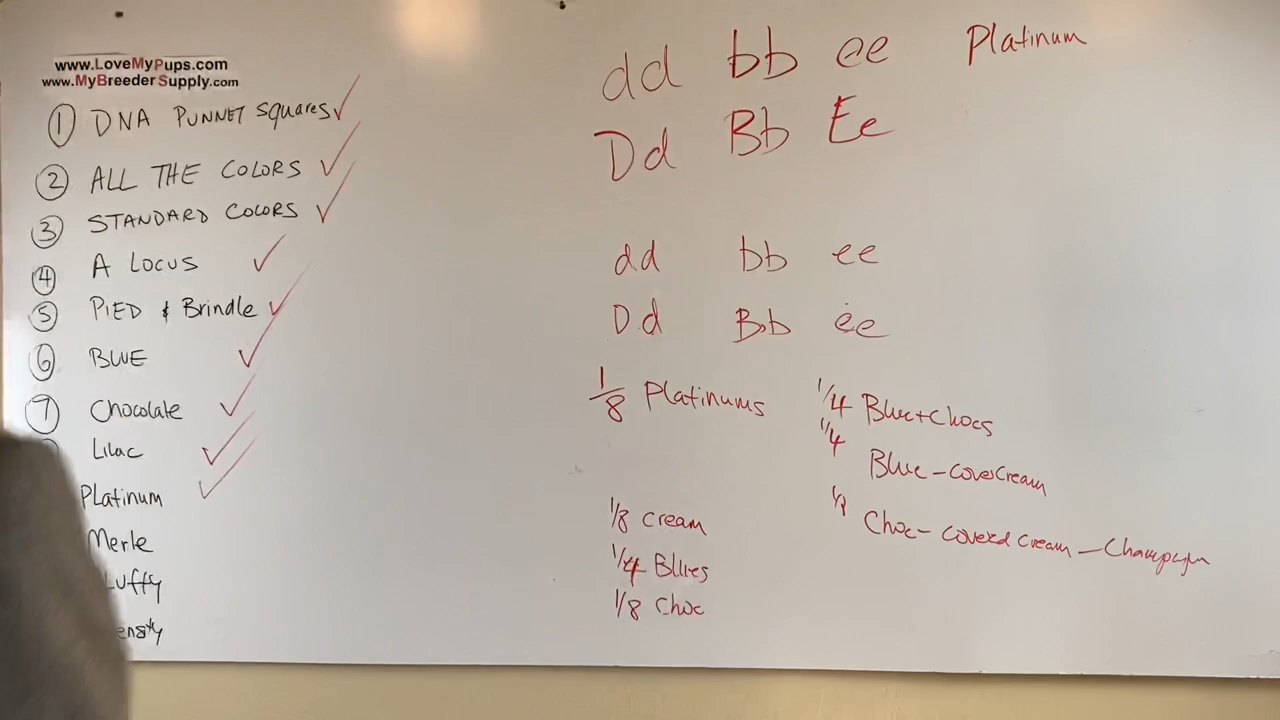 www.LoveMyPups.com
www.MyBreederSupply.com
1 DNA PUNNET Squares ✓
2 ALL THE COLORS ✓
3 STANDARD COLORS ✓
4 A LOCUS ✓
5 PIED & Brindle ✓
6 BLUE ✓
7 Chocolate ✓
Lilac ✓
Platinum ✓
Merle
luffy
dd bb ee Platinum
Dd Bb Ee
dd bb ee
Dd Bb ee
1/8 Platinums
1/8 cream
1/4 Blues
1/8 Choc
1/4 Blue+Chocs
1/4 Blue-covercream
Choc-covered cream -